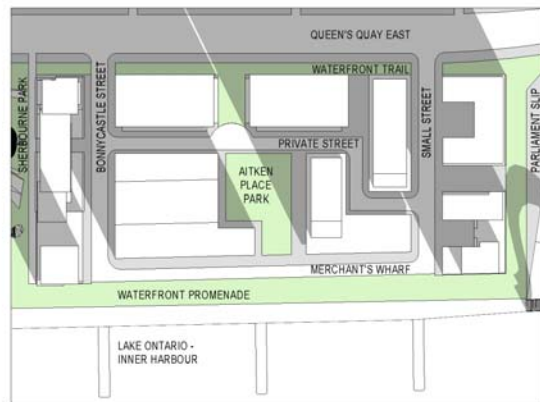 QUEEN'S QUAY EAST
WATERFRONT TRAIL
SHERBOURNE PARK
BONNYCASTLE STREET
SMALL STREET
PARLIAMENT SLIP
PRIVATE STREET
AITKEN
PLACE
PARK
MERCHANT'S WHARF
WATERFRONT PROMENADE
LAKE ONTARIO -
INNER HARBOUR